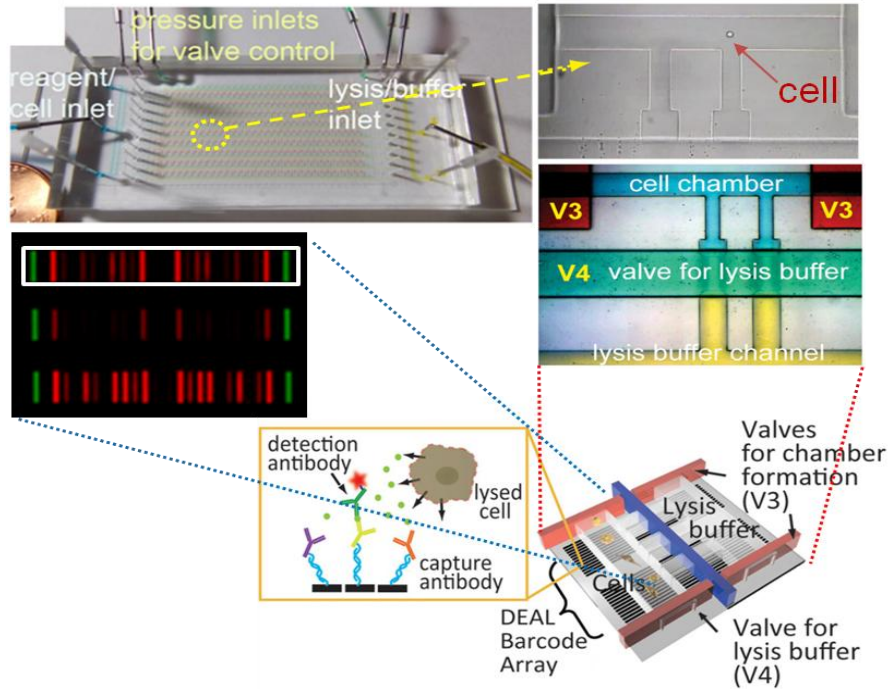 pressure inlets
for valve control
reagent/
cell inlet
lysis/buffer
inlet
cell
cell chamber
V3
V3
V4
valve for lysis buffer
lysis buffer channel
detection
antibody
lysed
cell
capture
antibody
Valves
for chamber
formation
(V3)
Lysis
buffer
Cells
DEAL
Barcode
Array
Valve for
lysis buffer
(V4)